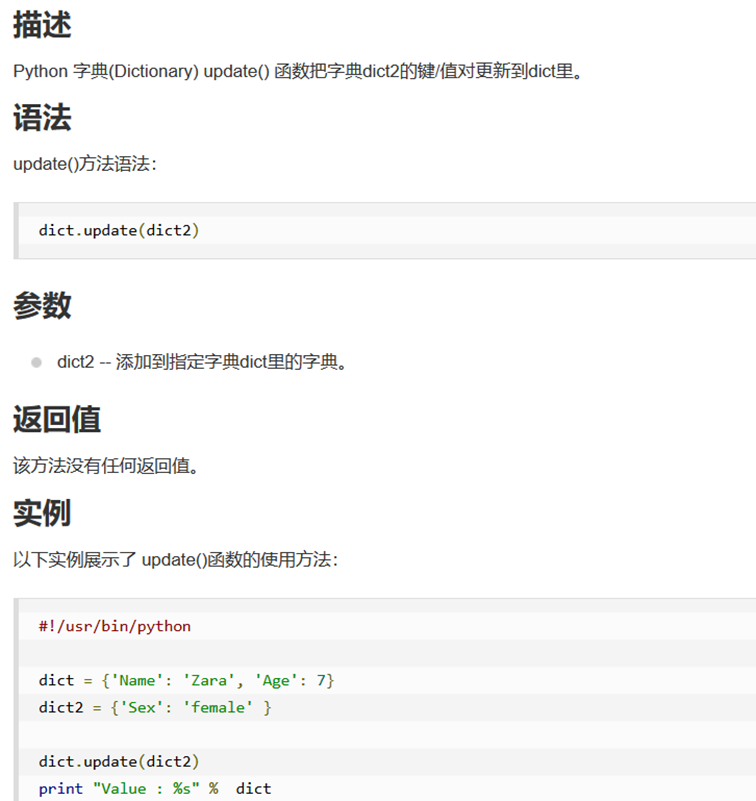 描述
Python 字典(Dictionary) update() 函数把字典dict2的键/值对更新到dict里。
语法
update()方法语法：
dict.update(dict2)
参数
dict2 -- 添加到指定字典dict里的字典。
返回值
该方法没有任何返回值。
实例
以下实例展示了 update()函数的使用方法：
#!/usr/bin/python
dict = {'Name': 'Zara', 'Age': 7}
dict2 = {'Sex': 'female' }
dict.update(dict2)
print "Value : %s" %  dict